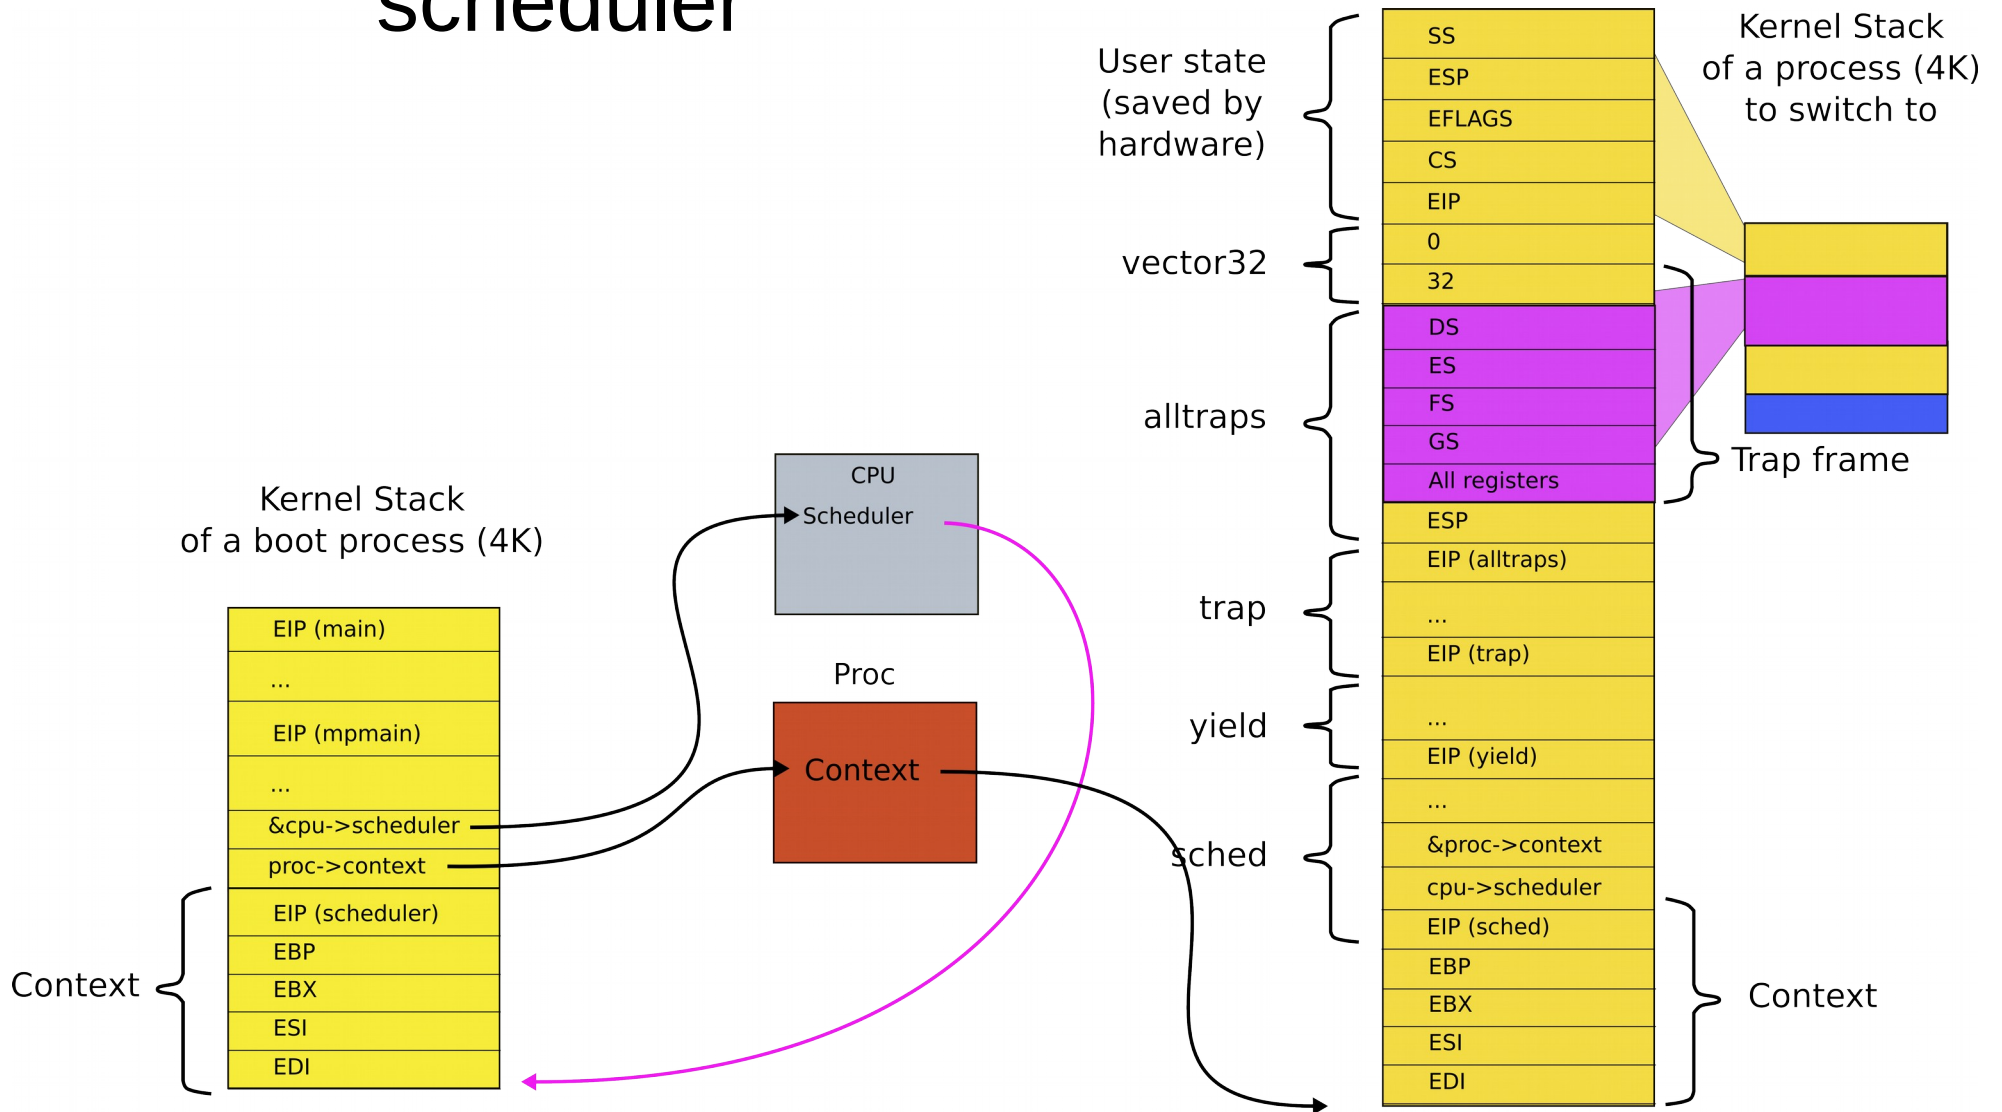 scheduler
User state
(saved by
hardware)
vector32
alltraps
trap
yield
sched
SS
ESP
EFLAGS
CS
EIP
0
32
DS
ES
FS
GS
All registers
ESP
EIP (alltraps)
...
EIP (trap)
...
EIP (yield)
...
&proc->context
cpu->scheduler
EIP (sched)
EBP
EBX
ESI
EDI
Kernel Stack
of a process (4K)
to switch to
Trap frame
Context
Kernel Stack
of a boot process (4K)
EIP (main)
...
EIP (mpmain)
...
&cpu->scheduler
proc->context
EIP (scheduler)
EBP
EBX
ESI
EDI
Context
CPU
Scheduler
Proc
Context